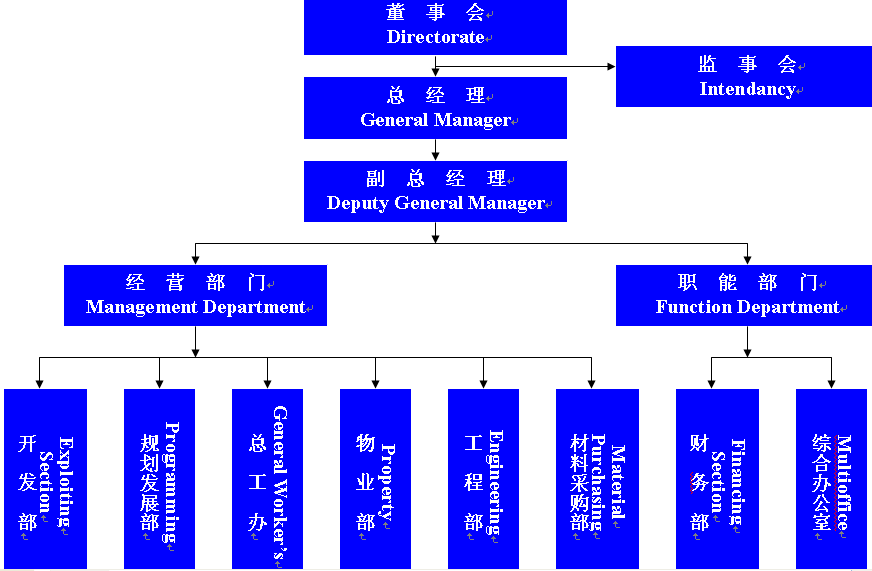 董 事 会
Directorate
监 事 会
Intendancy
总 经 理
General Manager
副 总 经 理
Deputy General Manager
经 营 部 门
Management Department
职 能 部 门
Function Department
开 发 部
Exploiting
Section
规划发展部
Programming
总 工 办
General Worker's
物 业 部
Property
工 程 部
Engineering
材料采购部
Material
Purchasing
财 务 部
Financing
Section
综合办公室
Multioffice